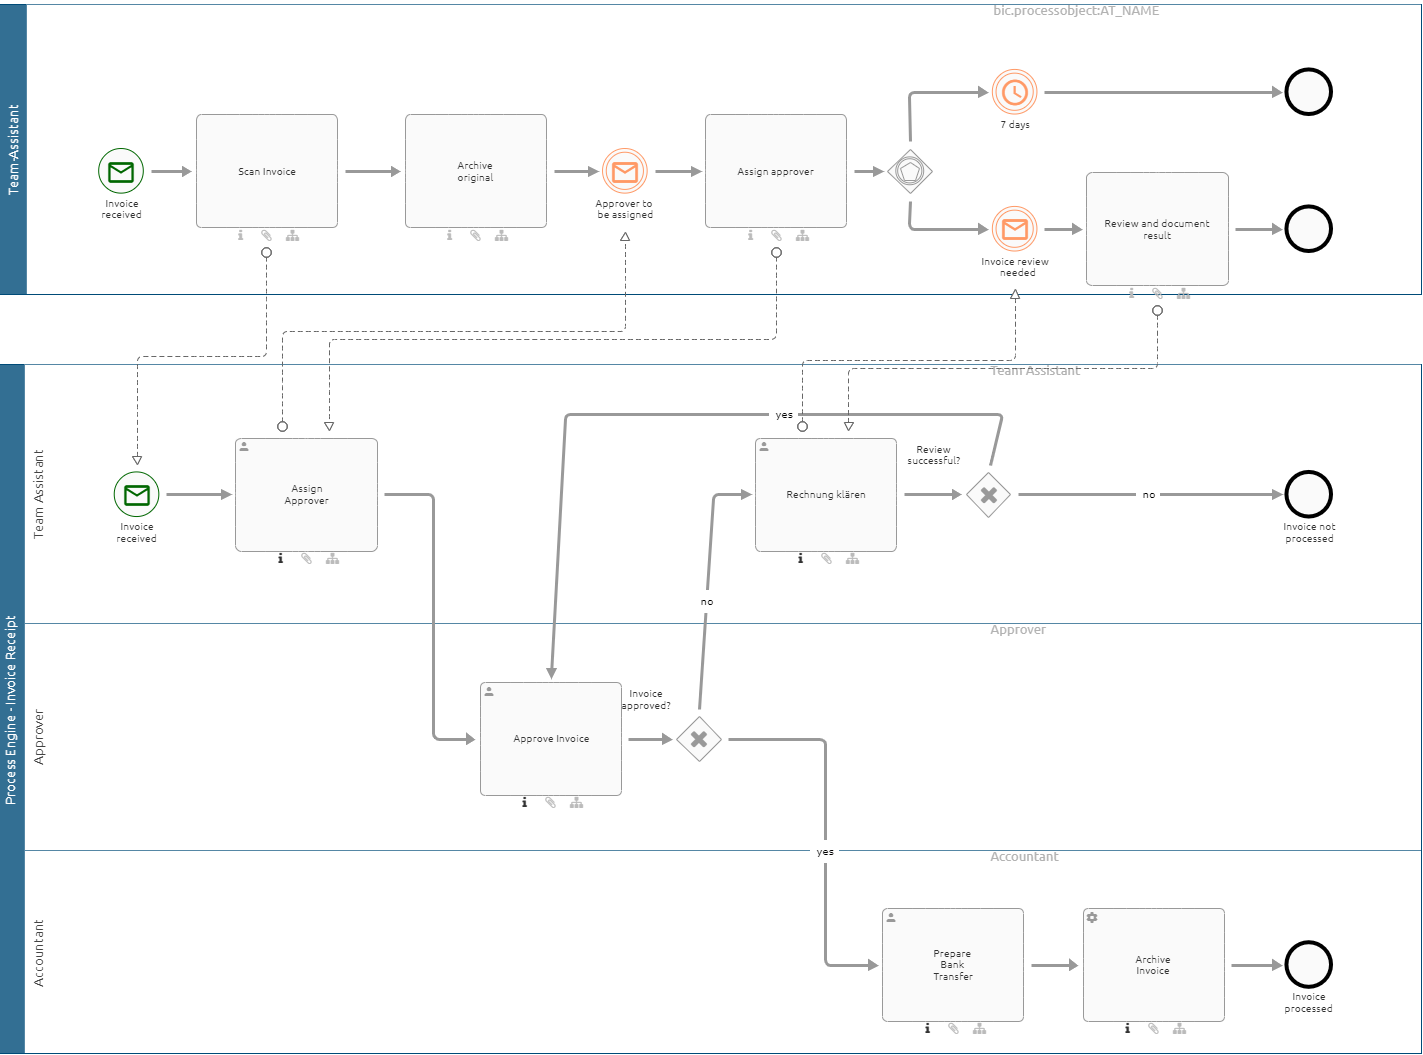 bic.processobject:AT_NAME
Team-Assistant
7 days
Invoice
received
Scan Invoice
Archive
original
Approver to
be assigned
Assign approver
Invoice review
needed
Review and document
result
Process Engine - Invoice Receipt
Team Assistant
Team Assistant
yes
Invoice
received
Assign
Approver
Rechnung klären
Review
successful?
no
Invoice not
processed
no
Approver
Approver
Approve Invoice
Invoice
approved?
yes
Accountant
Accountant
Prepare
Bank
Transfer
Archive
Invoice
Invoice
processed